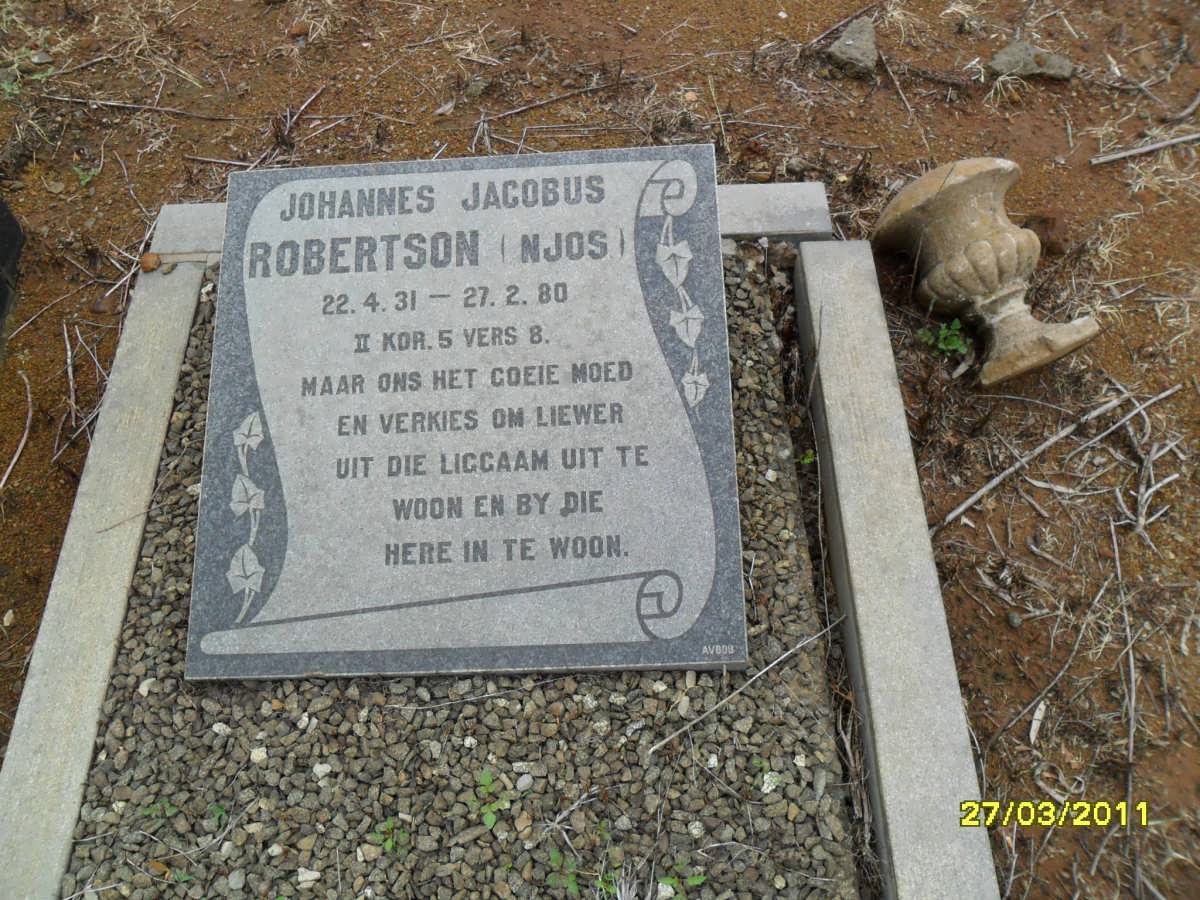 JOHANNES JACOBUS
ROBERTSON (NJOS)
22.4.31 – 27.2.80
II KOR. 5 VERS 8.
MAAR ONS HET GOEIE MOED
EN VERKIES OM LIEWER
UIT DIE LIGGAAM UIT TE
WOON EN BY DIE
HERE IN TE WOON.
27/03/2011